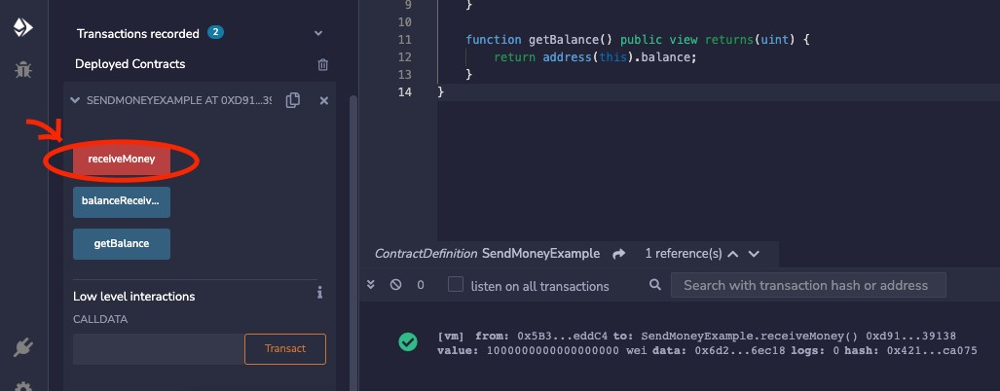 Transactions recorded 2
Deployed Contracts
SENDMONEYEXAMPLE AT 0XD91...39
receiveMoney
balanceReceiv...
getBalance
Low level interactions
i
CALLDATA
Transact
9 }
10
11 function getBalance() public view returns(uint) {
12 return address(this).balance;
13 }
14 }
ContractDefinition SendMoneyExample 1 reference(s)
0 listen on all transactions Search with transaction hash or address
[vm] from: 0x5B3...eddC4 to: SendMoneyExample.receiveMoney() 0xd91...39138
value: 1000000000000000000 wei data: 0x6d2...6ec18 logs: 0 hash: 0x421...ca075